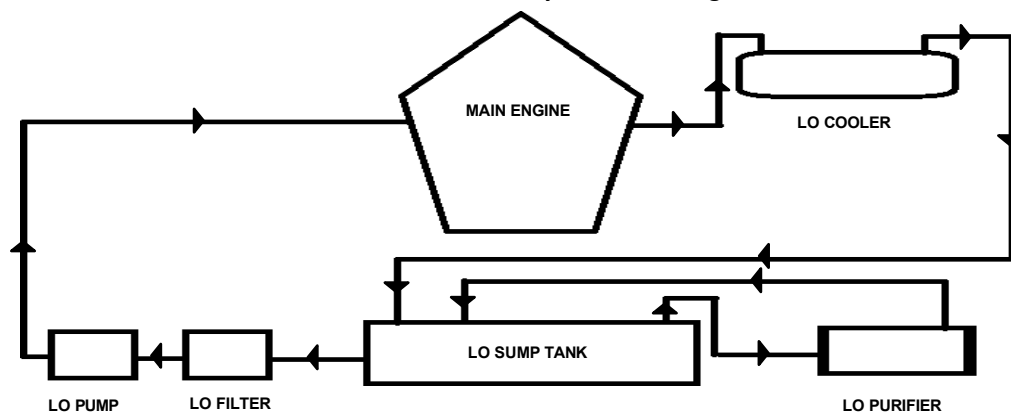 MAIN ENGINE
LO COOLER
LO SUMP TANK
LO PUMP
LO FILTER
LO PURIFIER